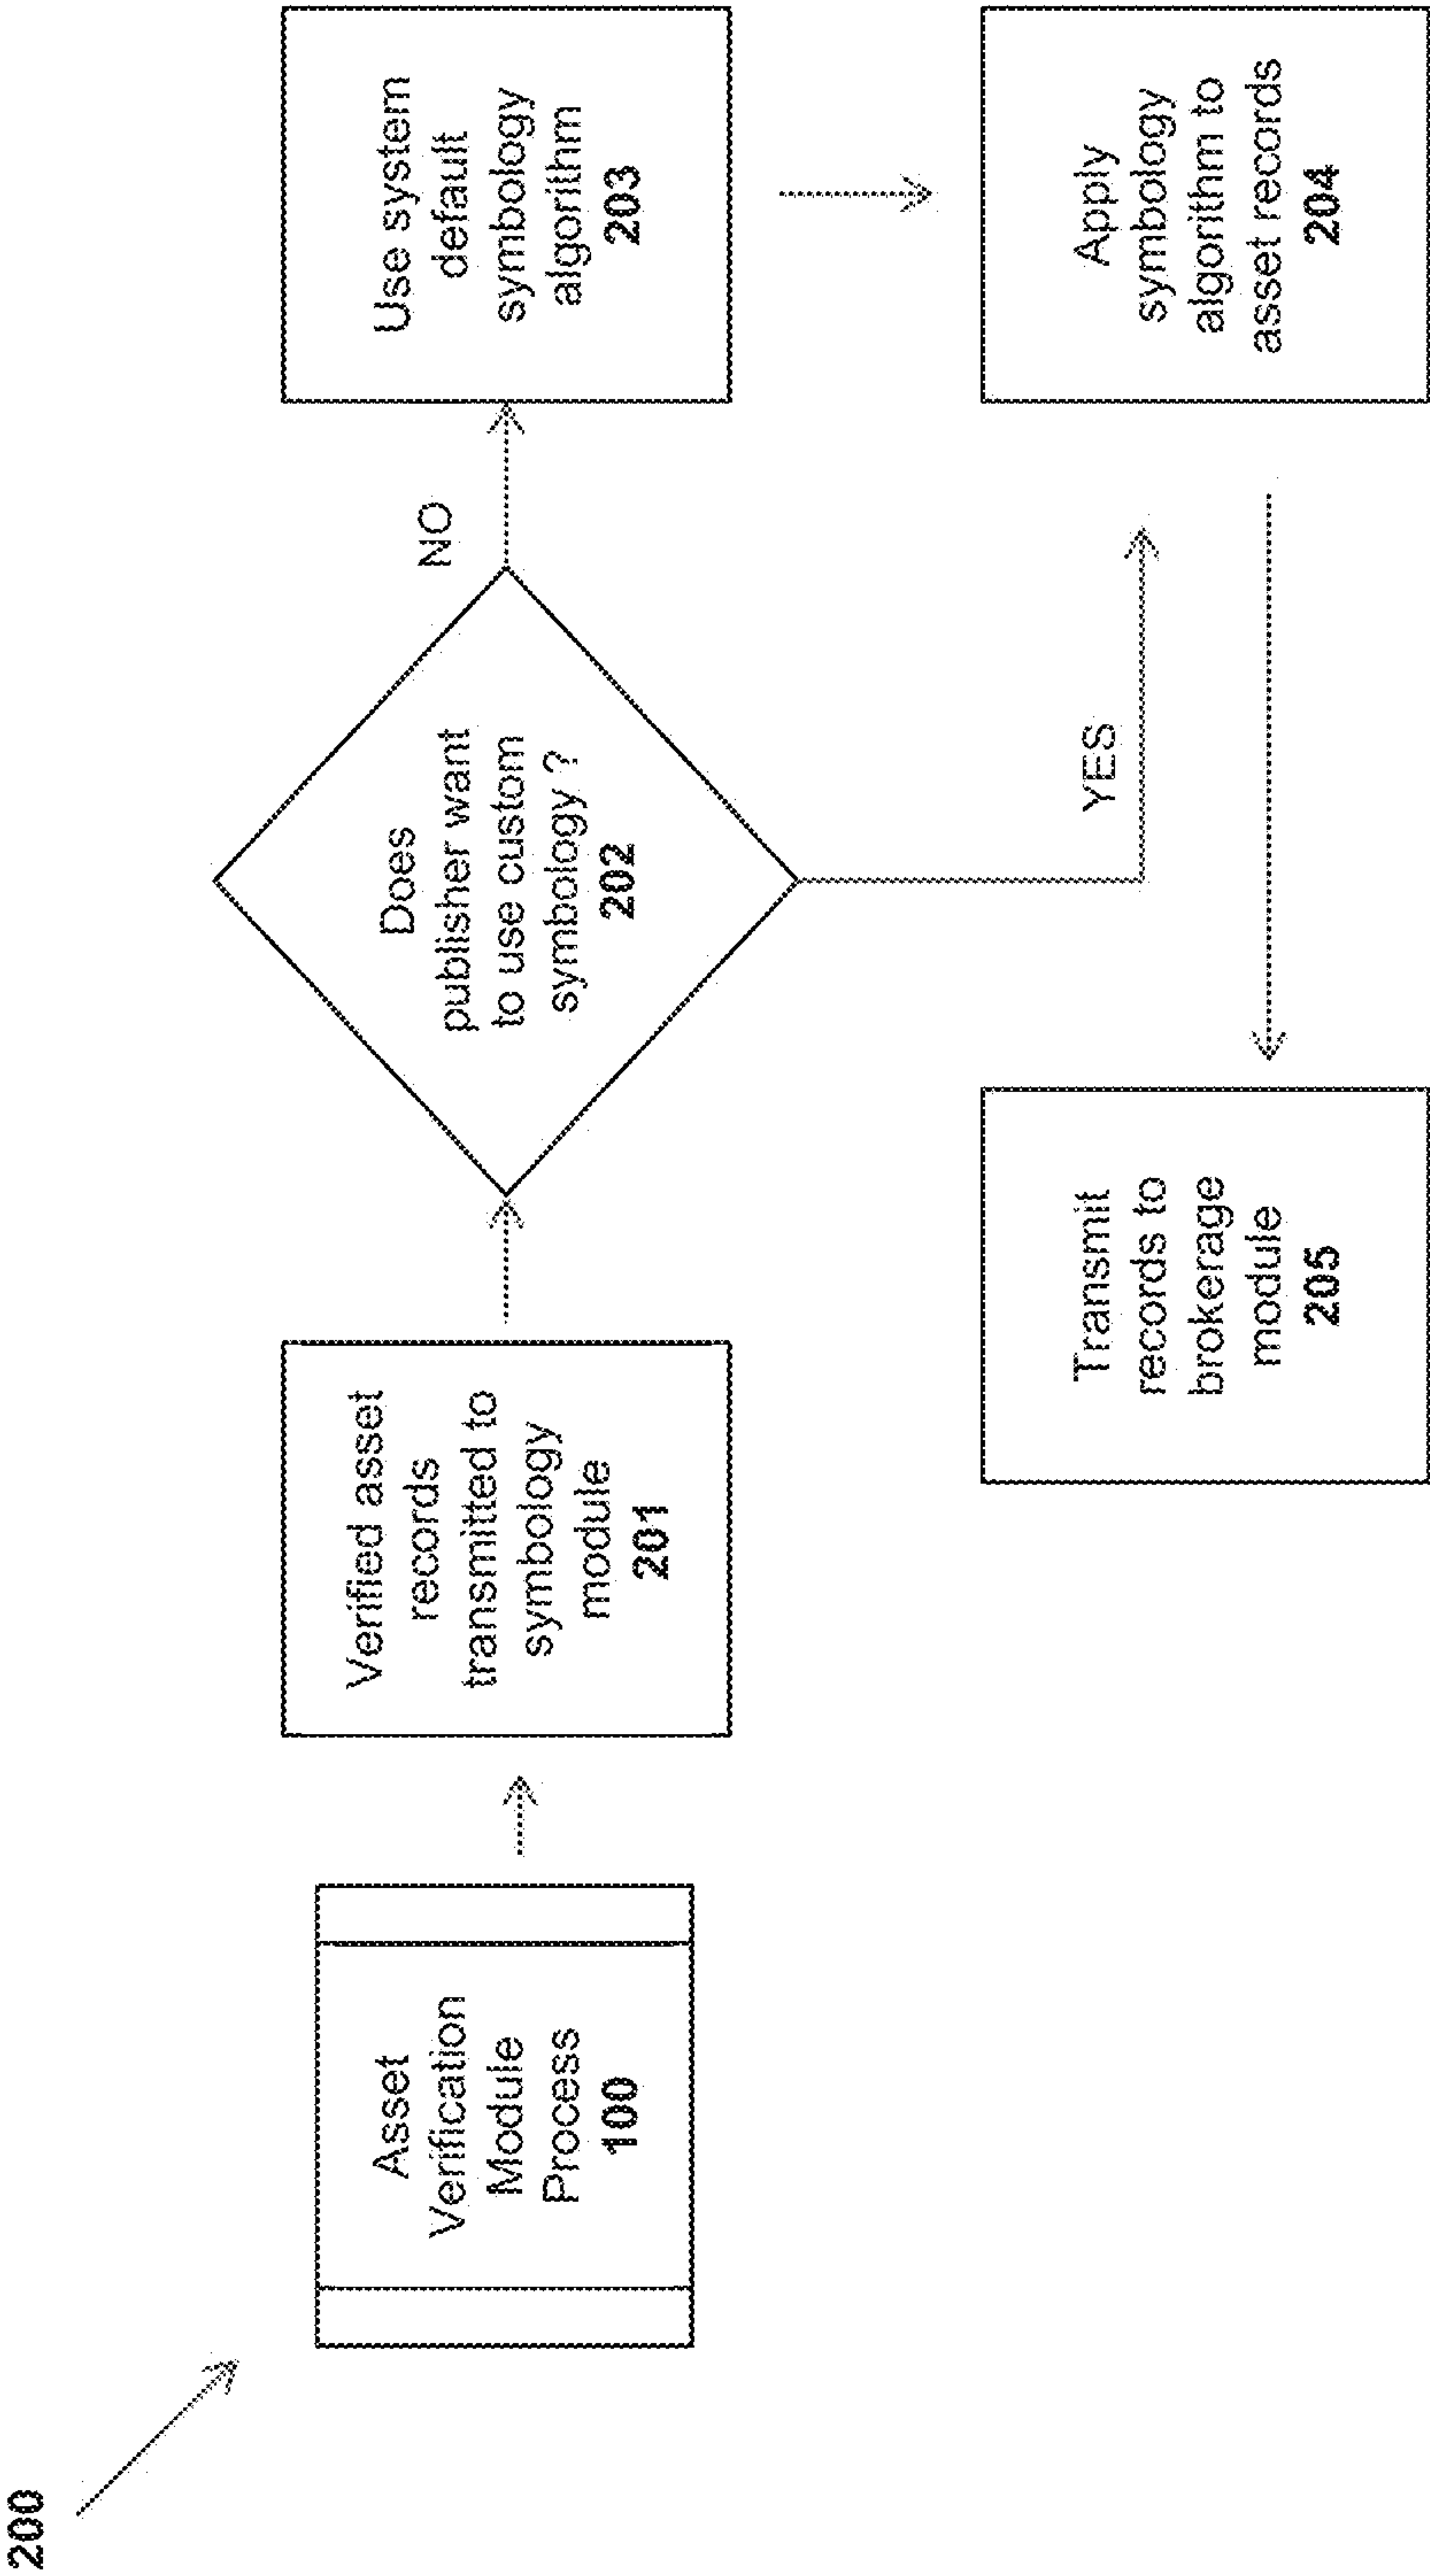 200
Asset
Verification
Module
Process
100
Verified asset
records
transmitted to
symbology
module
201
Does
publisher want
to use custom
symbology ?
202
NO
Use system
default
symbology
algorithm
203
YES
Apply
symbology
algorithm to
asset records
204
Transmit
records to
brokerage
module
205